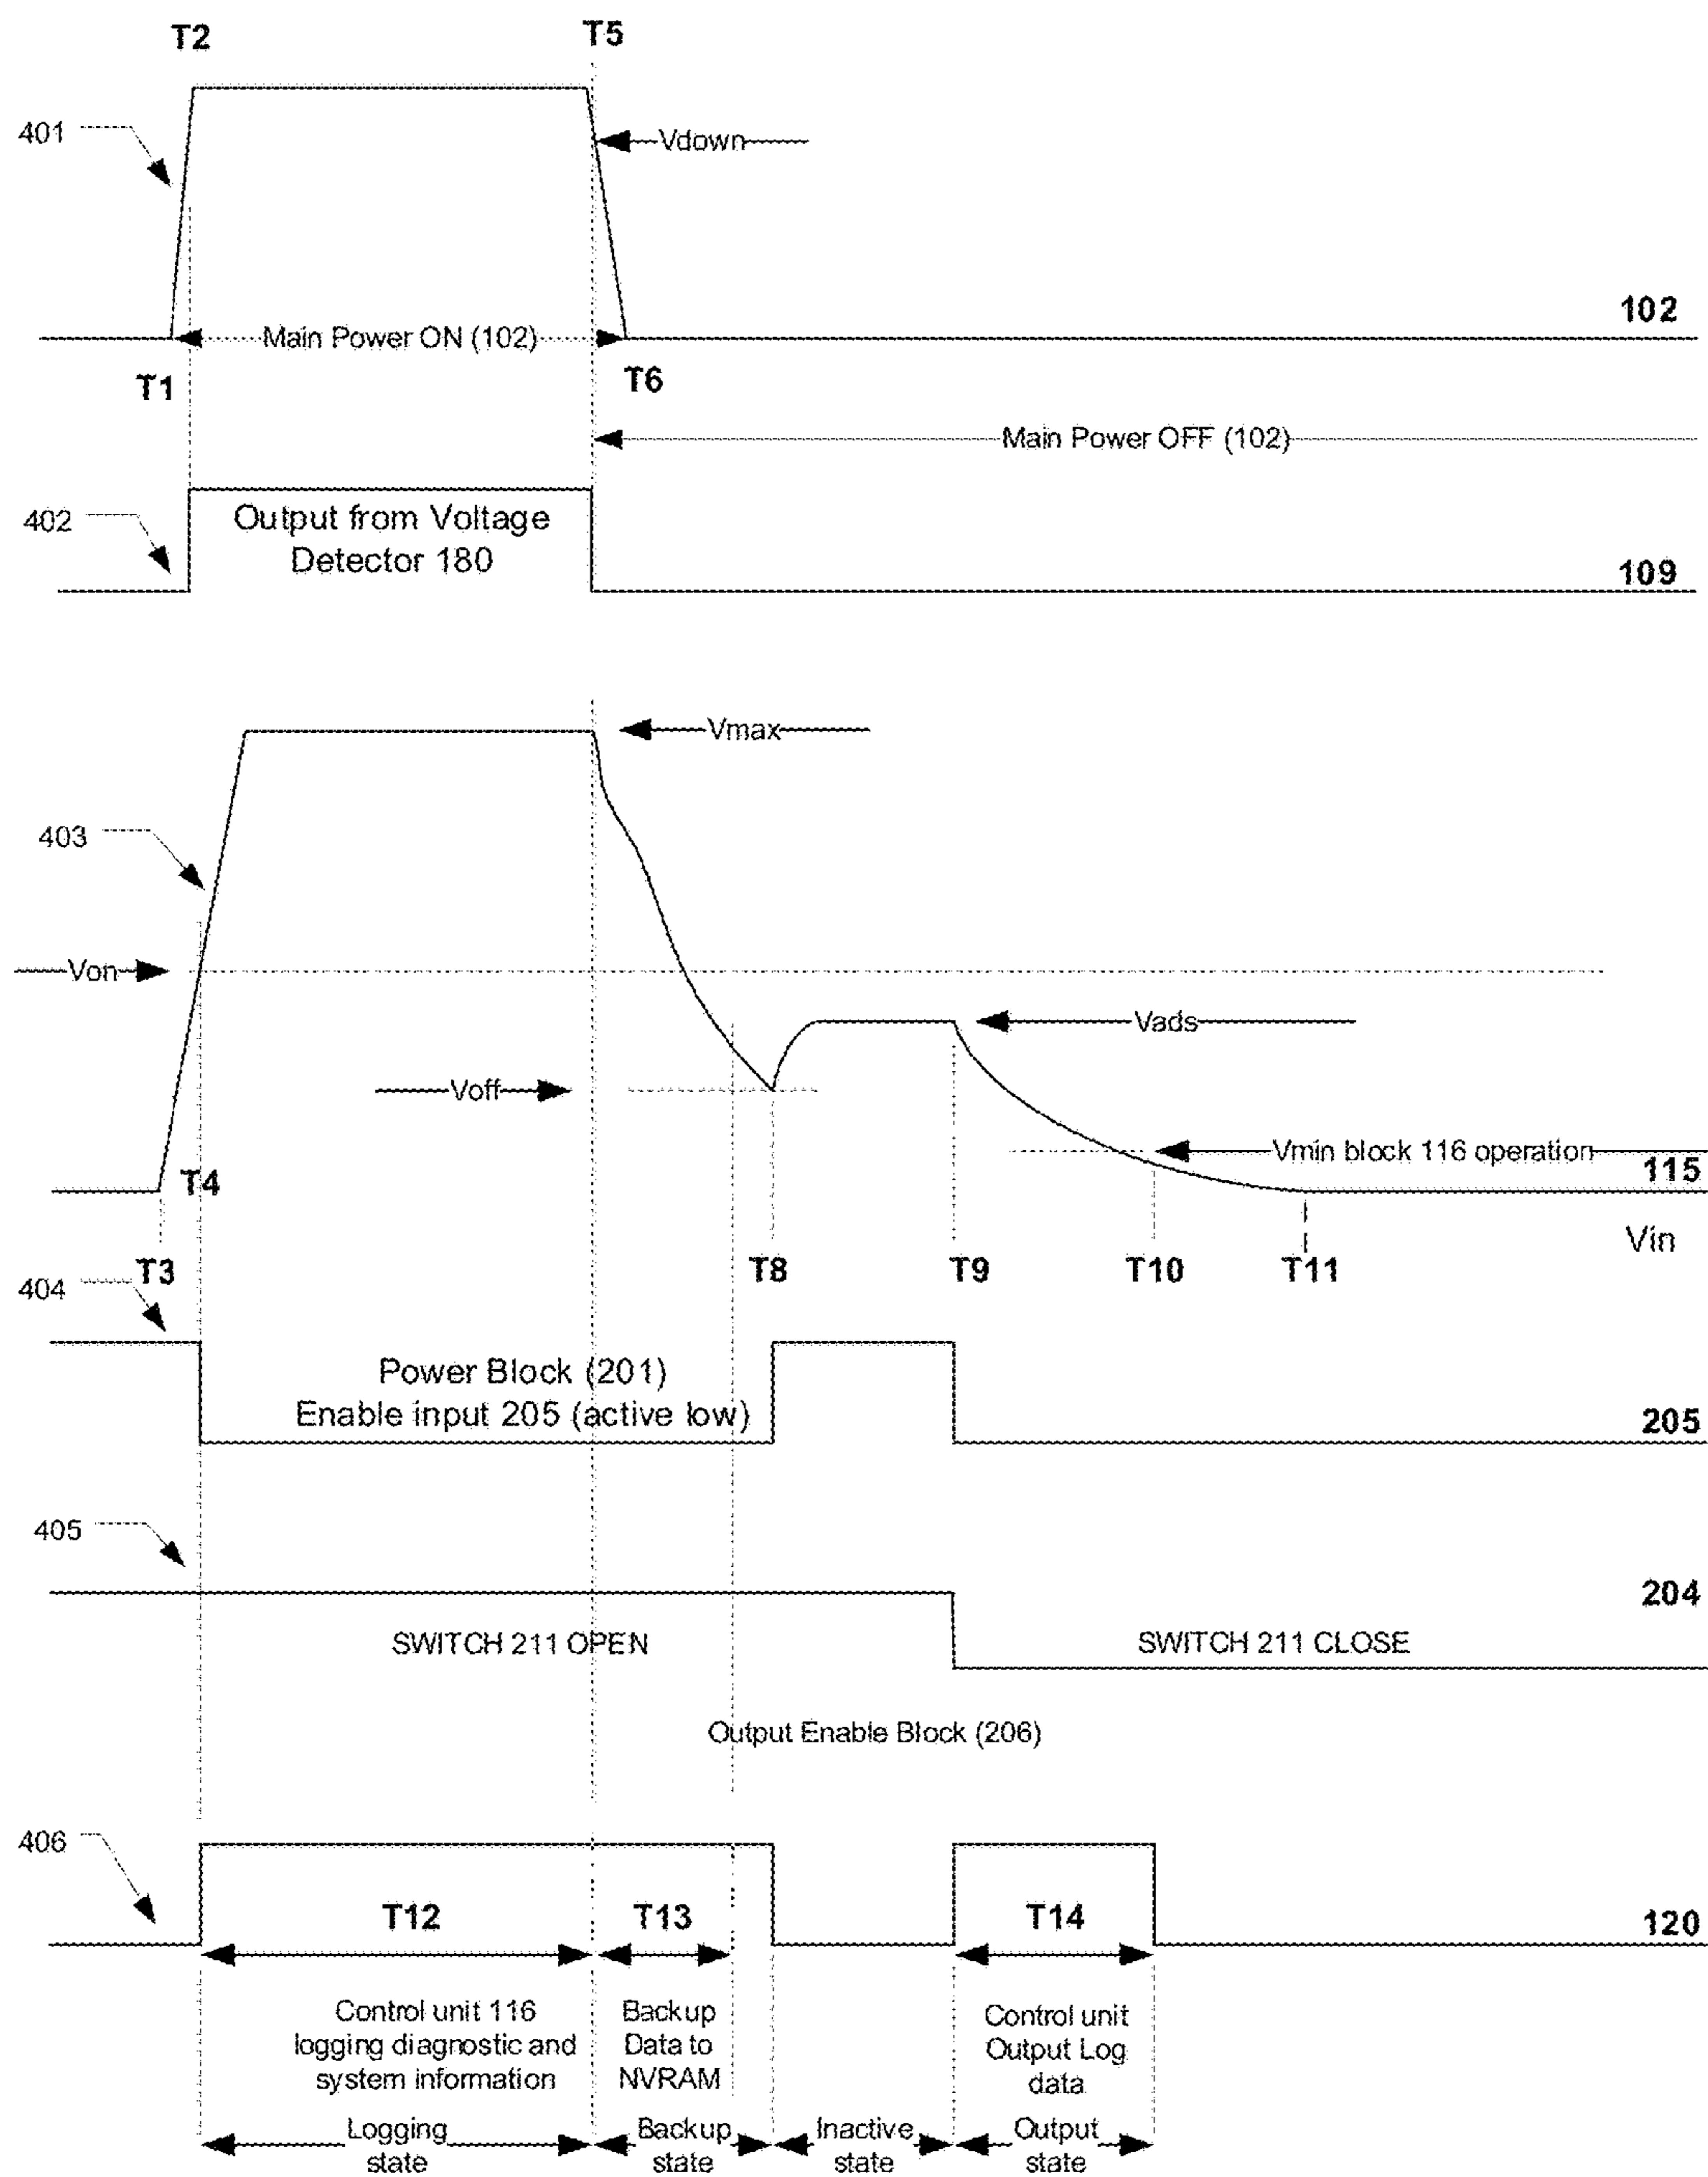 T2
T5
401
Vdown
102
Main Power ON (102)
T1
T6
Main Power OFF (102)
402
Output from Voltage
Detector 180
109
Vmax
403
Von
Vads
Voff
Vmin block 116 operation
115
T4
Vin
T3
T8
T9
T10
T11
404
Power Block (201)
Enable input 205 (active low)
205
405
204
SWITCH 211 OPEN
SWITCH 211 CLOSE
Output Enable Block (206)
406
T12
T13
T14
120
Control unit 116
logging diagnostic and
system information
Backup
Data to
NVRAM
Control unit
Output Log
data
Logging
state
Backup
state
Inactive
state
Output
state